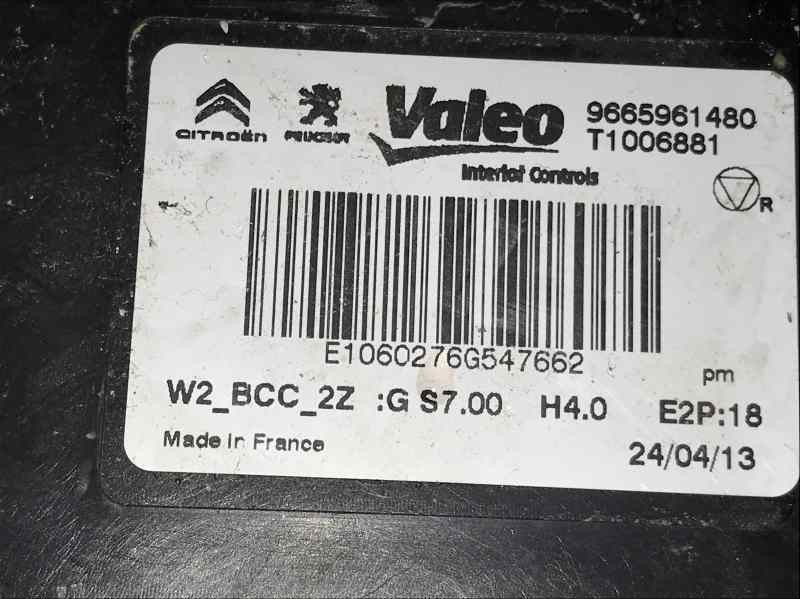 CITROËN PEUGEOT Valeo 9665961480
T1006881
Interior Controls
R
E1060276G547662
pm
W2_BCC_2Z :G S7.00 H4.0 E2P:18
Made in France 24/04/13